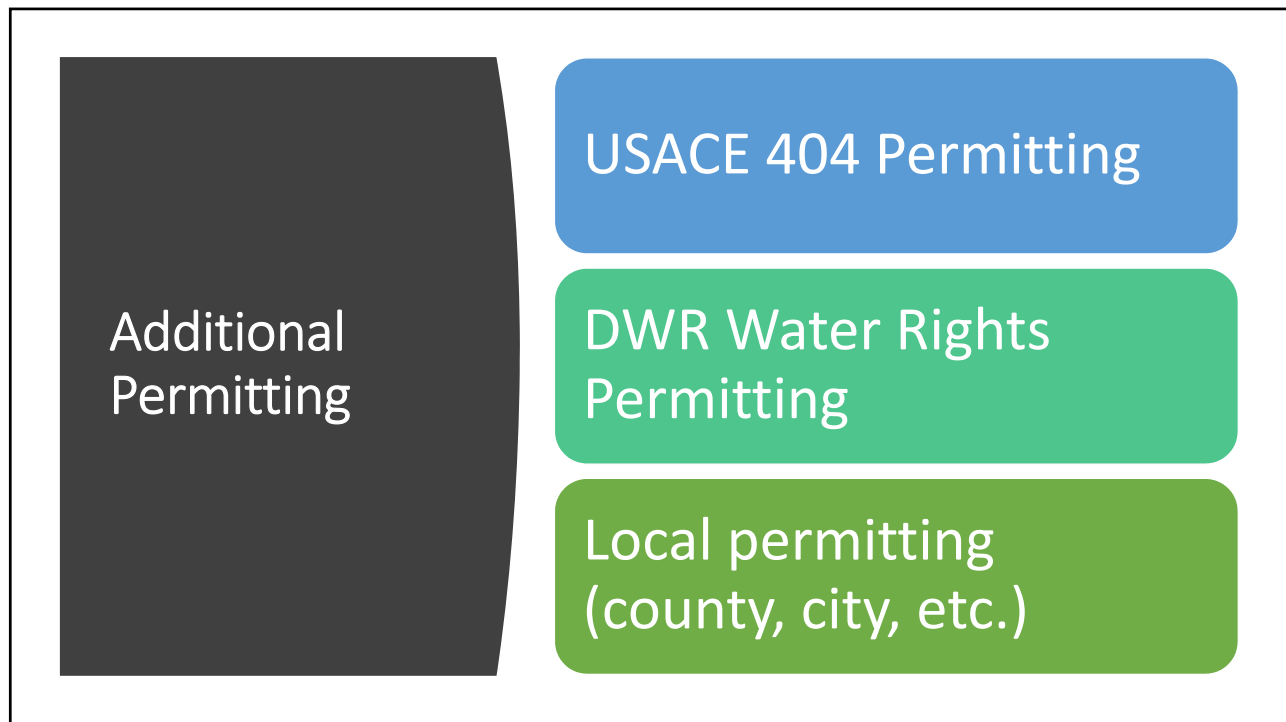 Additional
Permitting
USACE 404 Permitting
DWR Water Rights
Permitting
Local permitting
(county, city, etc.)